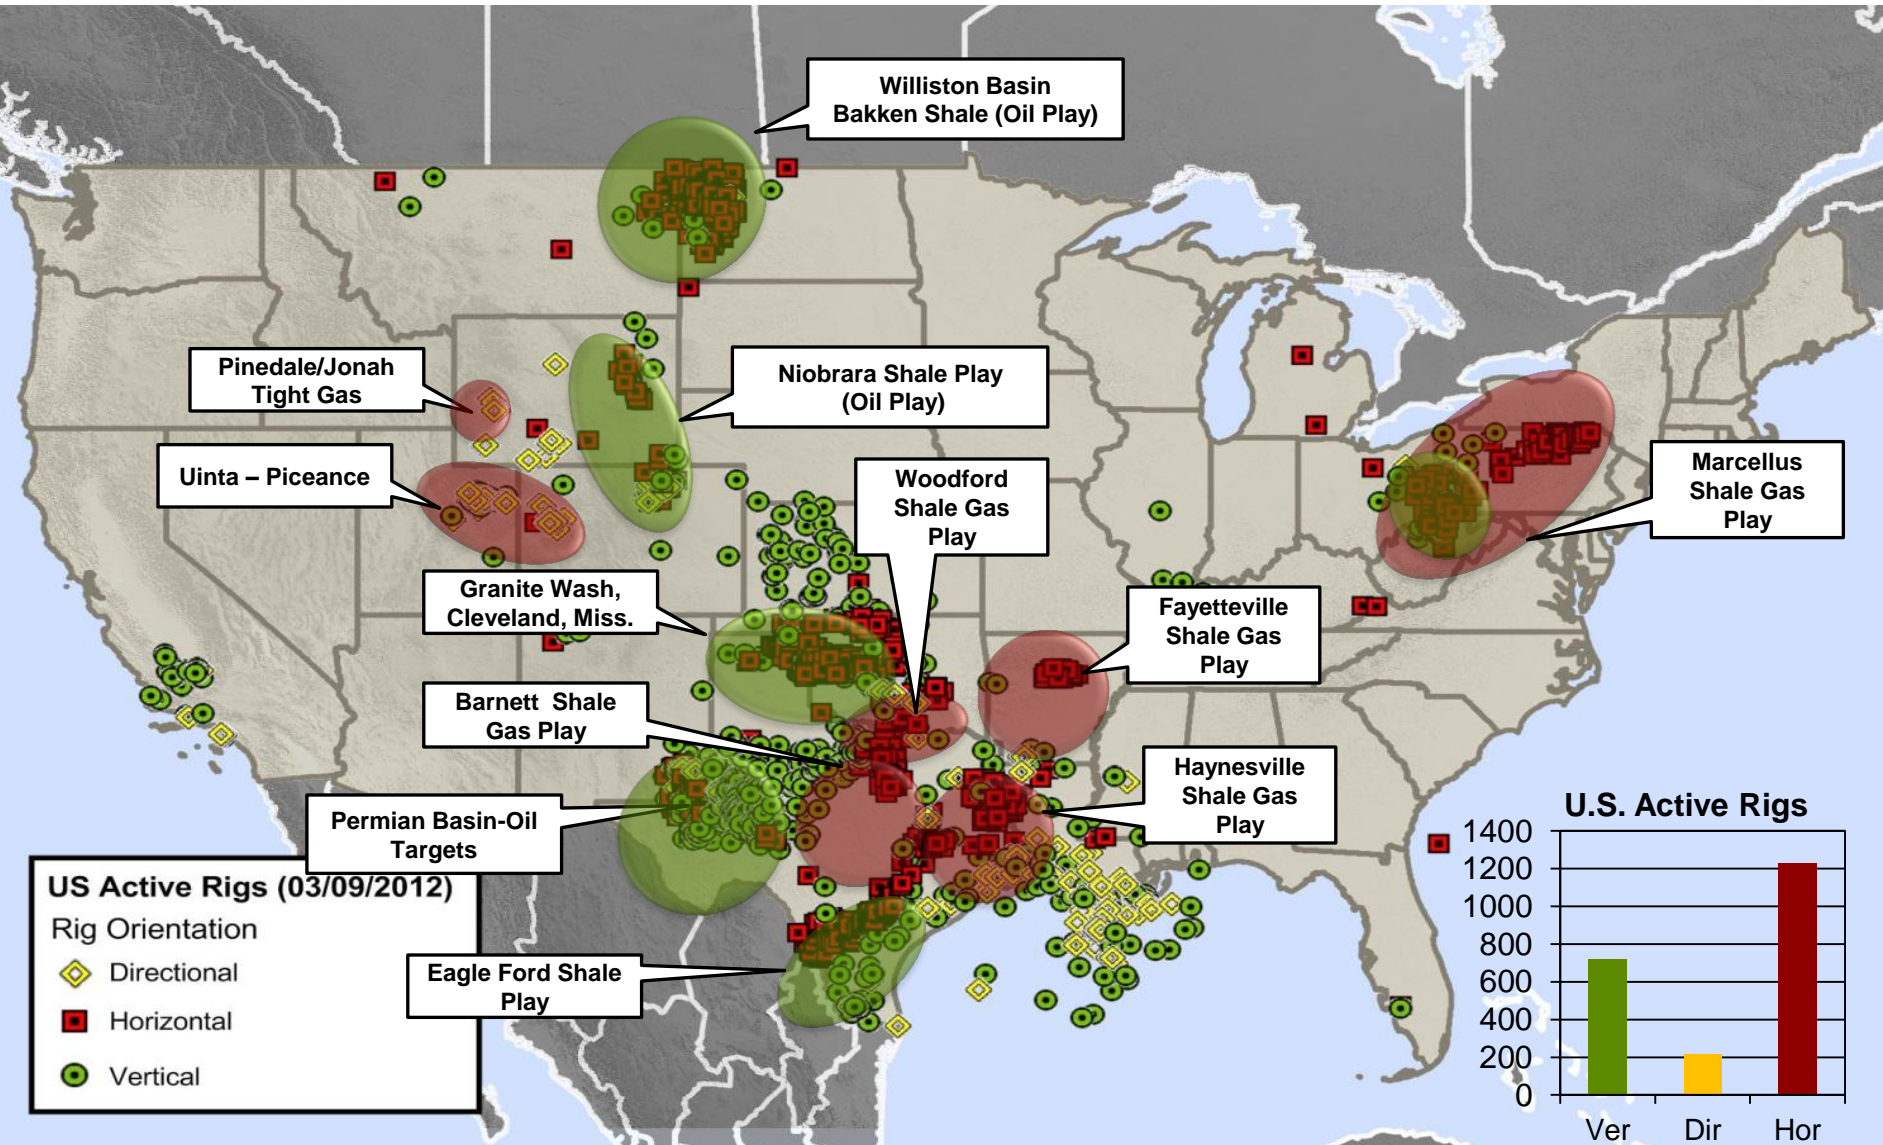 Williston Basin
Bakken Shale (Oil Play)
Pinedale/Jonah
Tight Gas
Niobrara Shale Play
(Oil Play)
Uinta – Piceance
Woodford
Shale Gas
Play
Marcellus
Shale Gas
Play
Granite Wash,
Cleveland, Miss.
Fayetteville
Shale Gas
Play
Barnett Shale
Gas Play
Haynesville
Shale Gas
Play
Permian Basin-Oil
Targets
Eagle Ford Shale
Play
US Active Rigs (03/09/2012)
Rig Orientation
Directional
Horizontal
Vertical
U.S. Active Rigs
1400
1200
1000
800
600
400
200
0
Ver Dir Hor